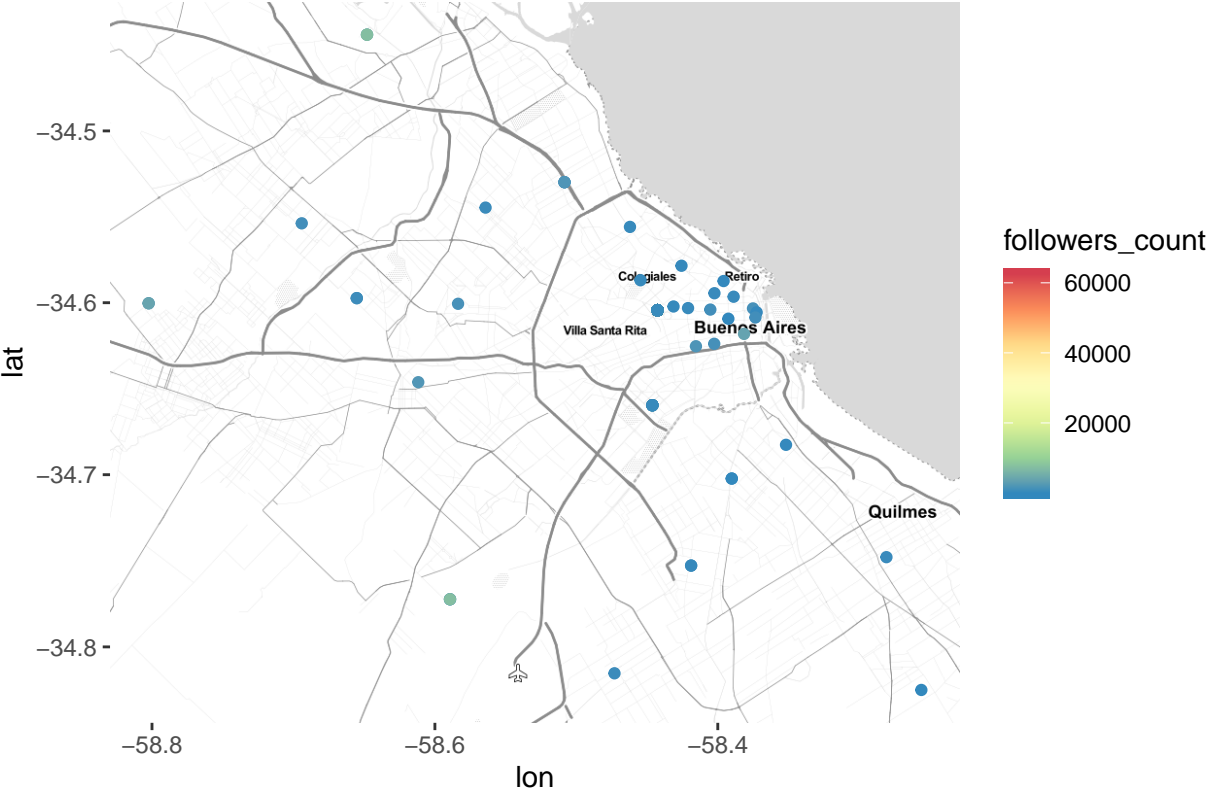 −34.5
−34.6
−34.7
−34.8
lat
Colegiales
Retiro
Villa Santa Rita
Buenos Aires
Quilmes
−58.8
−58.6
−58.4
lon
followers_count
60000
40000
20000